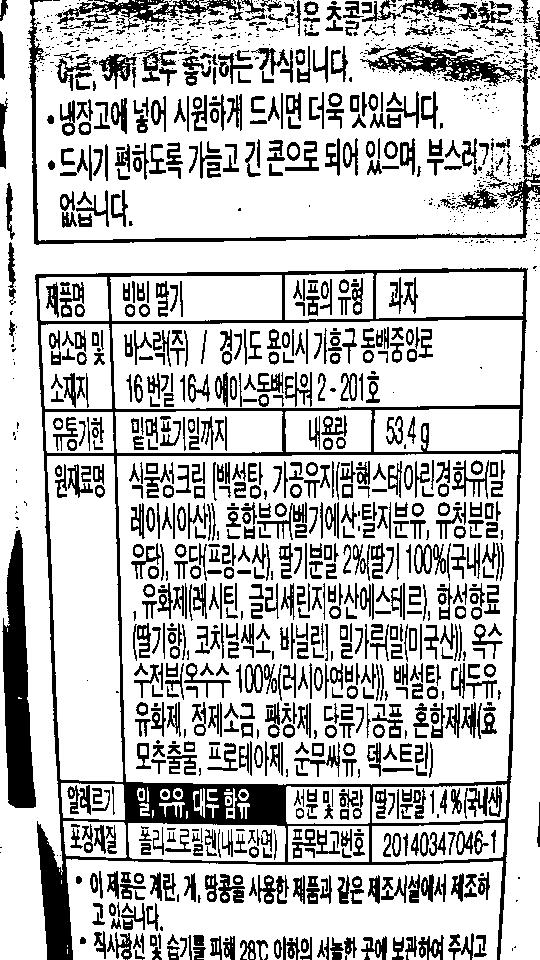 초콜릿
어른, 아이 모두 좋아하는 간식입니다.
• 냉장고에 넣어 시원하게 드시면 더욱 맛있습니다.
• 드시기 편하도록 가늘고 긴 콘으로 되어 있으며, 부스러기가
없습니다.
제품명 빙빙 딸기 식품의 유형 과자
업소명 및 바스락(주) / 경기도 용인시 기흥구 동백중앙로
소재지 16 번길 16-4 에이스동백타워 2 - 201호
유통기한 밑면표기일까지 내용량 53.4 g
원재료명 식물성크림 [백설탕, 가공유지(팜핵스테아린경화유(말
레이시아산)), 혼합분유(벨기에산:탈지분유, 유청분말,
유당), 유당(프랑스산), 딸기분말 2%(딸기 100%(국내산))
, 유화제(레시틴, 글리세린지방산에스테르), 합성향료
(딸기향), 코치닐색소, 바닐린], 밀가루(밀(미국산)), 옥수
수전분(옥수수 100%(러시아연방산)), 백설탕, 대두유,
유화제, 정제소금, 팽창제, 당류가공품, 혼합제제(효
모추출물, 프로테아제, 순무씨유, 덱스트린)
알레르기 밀, 우유, 대두 함유 성분 및 함량 딸기분말 1.4 % (국내산)
포장재질 폴리프로필렌(내포장면) 품목보고번호 20140347046-1
• 이 제품은 계란, 게, 땅콩을 사용한 제품과 같은 제조시설에서 제조하
고 있습니다.
• 직사광선 및 습기를 피해 28℃ 이하의 서늘한 곳에 보관하여 주시고